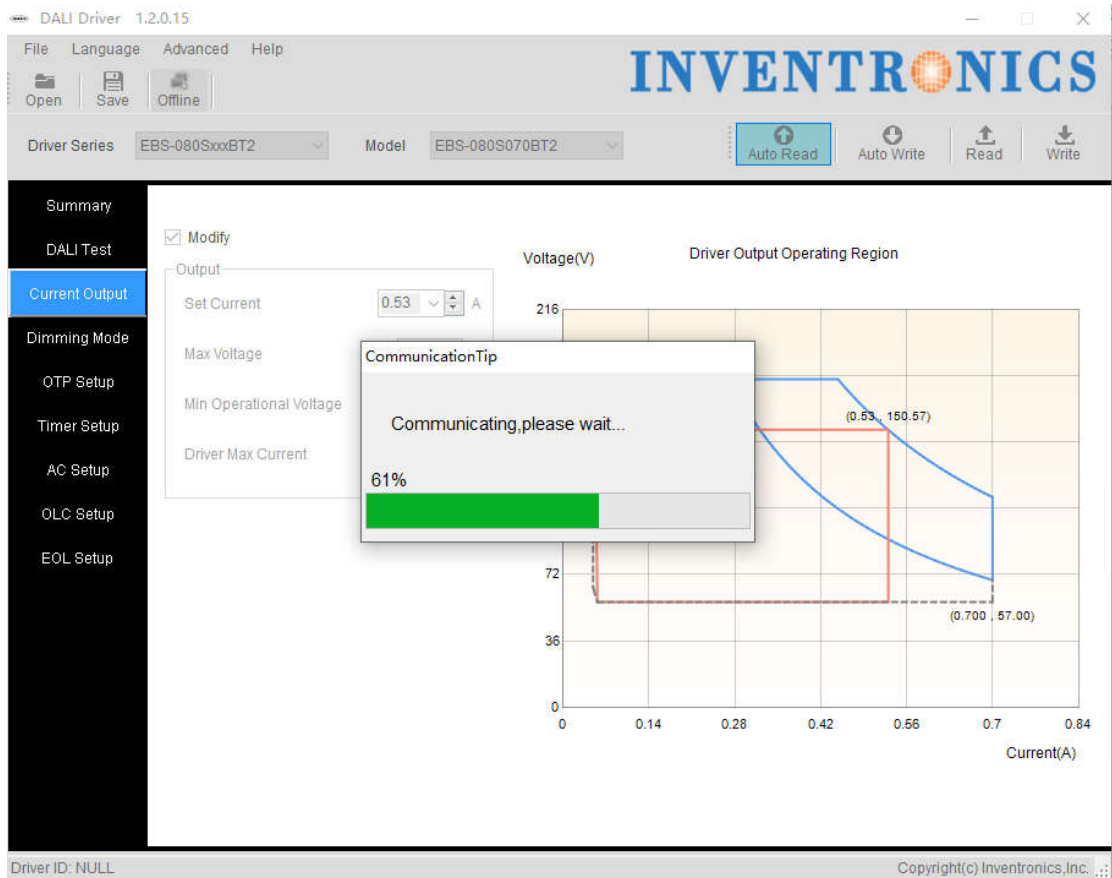 DALI Driver 1.2.0.15
File Language Advanced Help
INVENTRONICS
Open Save Offline
Driver Series EBS-080SxxxBT2 Model EBS-080S070BT2 Auto Read Auto Write Read Write
Summary
DALI Test
Current Output
Dimming Mode
OTP Setup
Timer Setup
AC Setup
OLC Setup
EOL Setup
Modify
Output
Set Current 0.53 A
Max Voltage
Min Operational Voltage
Driver Max Current
CommunicationTip
Communicating,please wait...
61%
Driver Output Operating Region
Voltage(V)
216
(0.53 , 150.57)
72
(0.700 , 57.00)
36
0
0 0.14 0.28 0.42 0.56 0.7 0.84
Current(A)
Driver ID: NULL
Copyright(c) Inventronics,Inc.